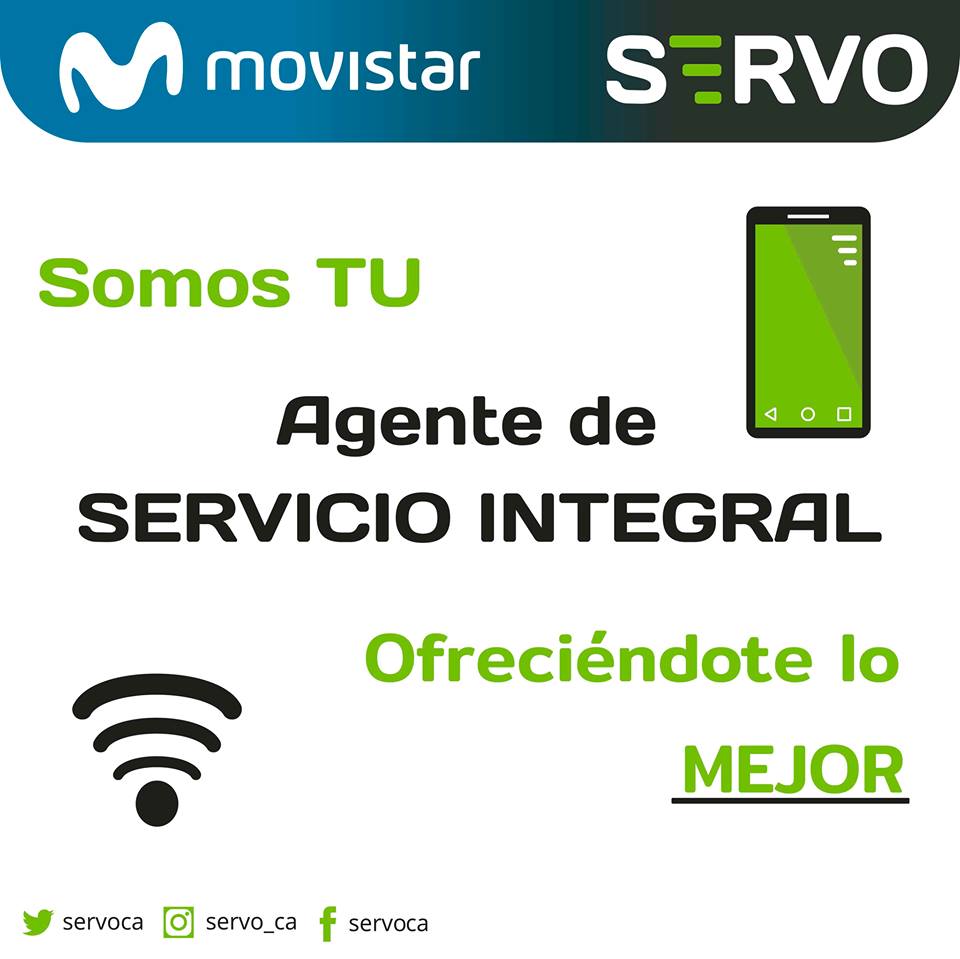 movistar
SERVO
Somos TU
Agente de
SERVICIO INTEGRAL
Ofreciéndote lo
MEJOR
servoca servo_ca servoca